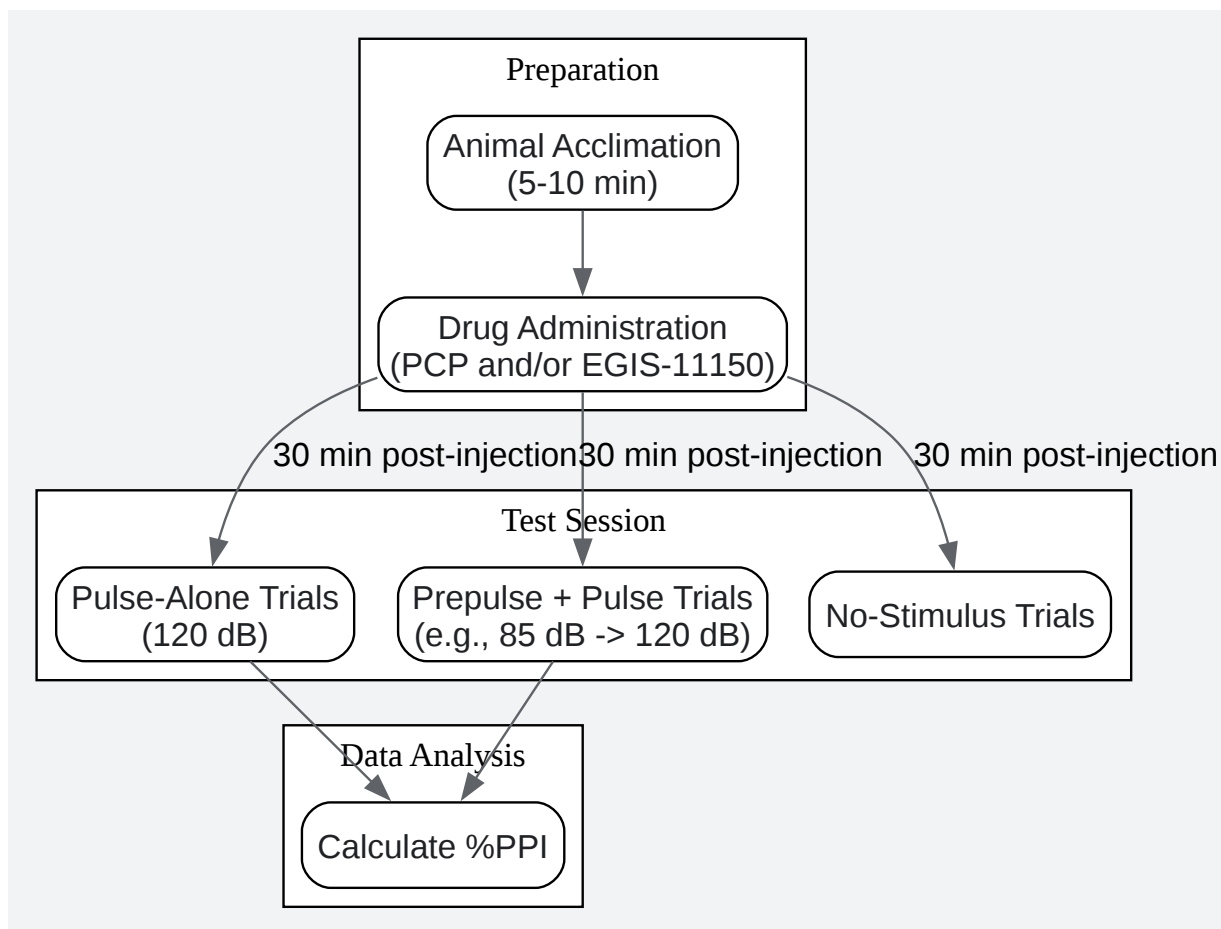 Preparation
Animal Acclimation
(5-10 min)
Drug Administration
(PCP and/or EGIS-11150)
30 min post-injection
30 min post-injection
30 min post-injection
Test Session
Pulse-Alone Trials
(120 dB)
Prepulse + Pulse Trials
(e.g., 85 dB -> 120 dB)
No-Stimulus Trials
Data Analysis
Calculate %PPI